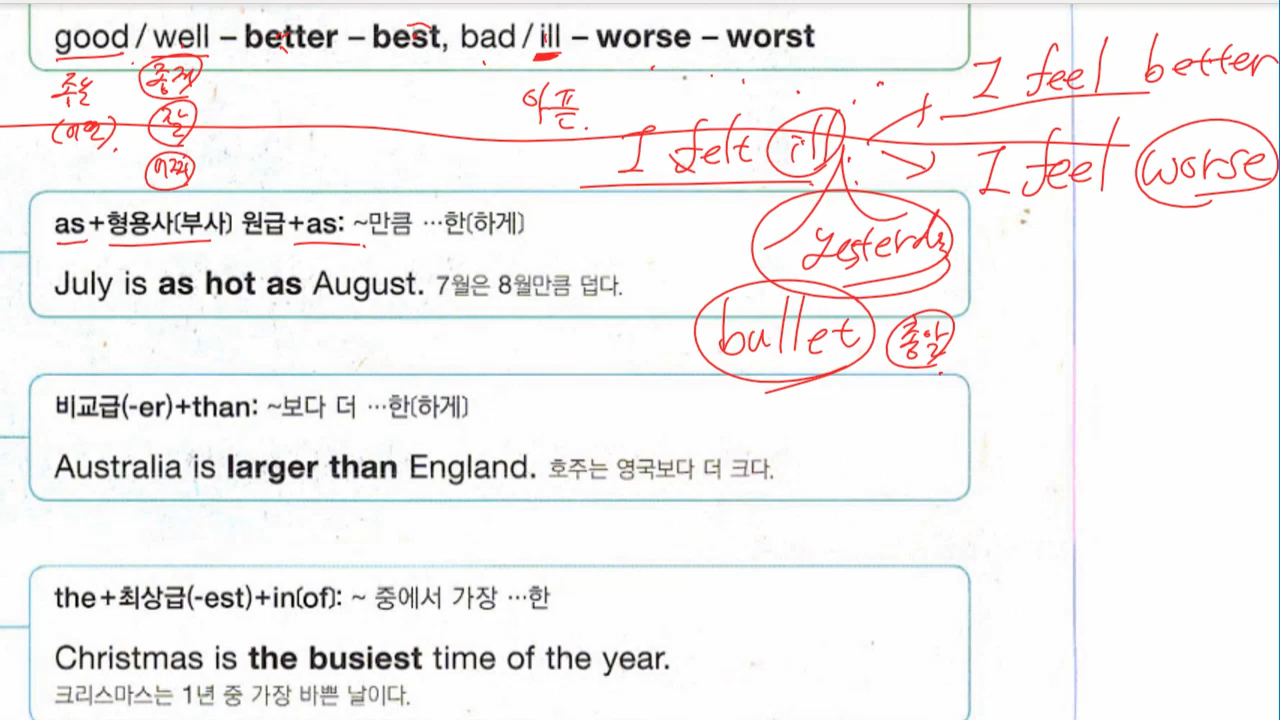 good / well – better – best, bad / ill – worse – worst
좋은
아픈.
I felt ill
I feel better
I feel worse
as+형용사(부사) 원급+as: ~만큼 …한(하게)
July is as hot as August. 7월은 8월만큼 덥다.
bullet 총알
비교급(-er)+than: ~보다 더 …한(하게)
Australia is larger than England. 호주는 영국보다 더 크다.
the+최상급(-est)+in(of): ~ 중에서 가장 …한
Christmas is the busiest time of the year.
크리스마스는 1년 중 가장 바쁜 날이다.